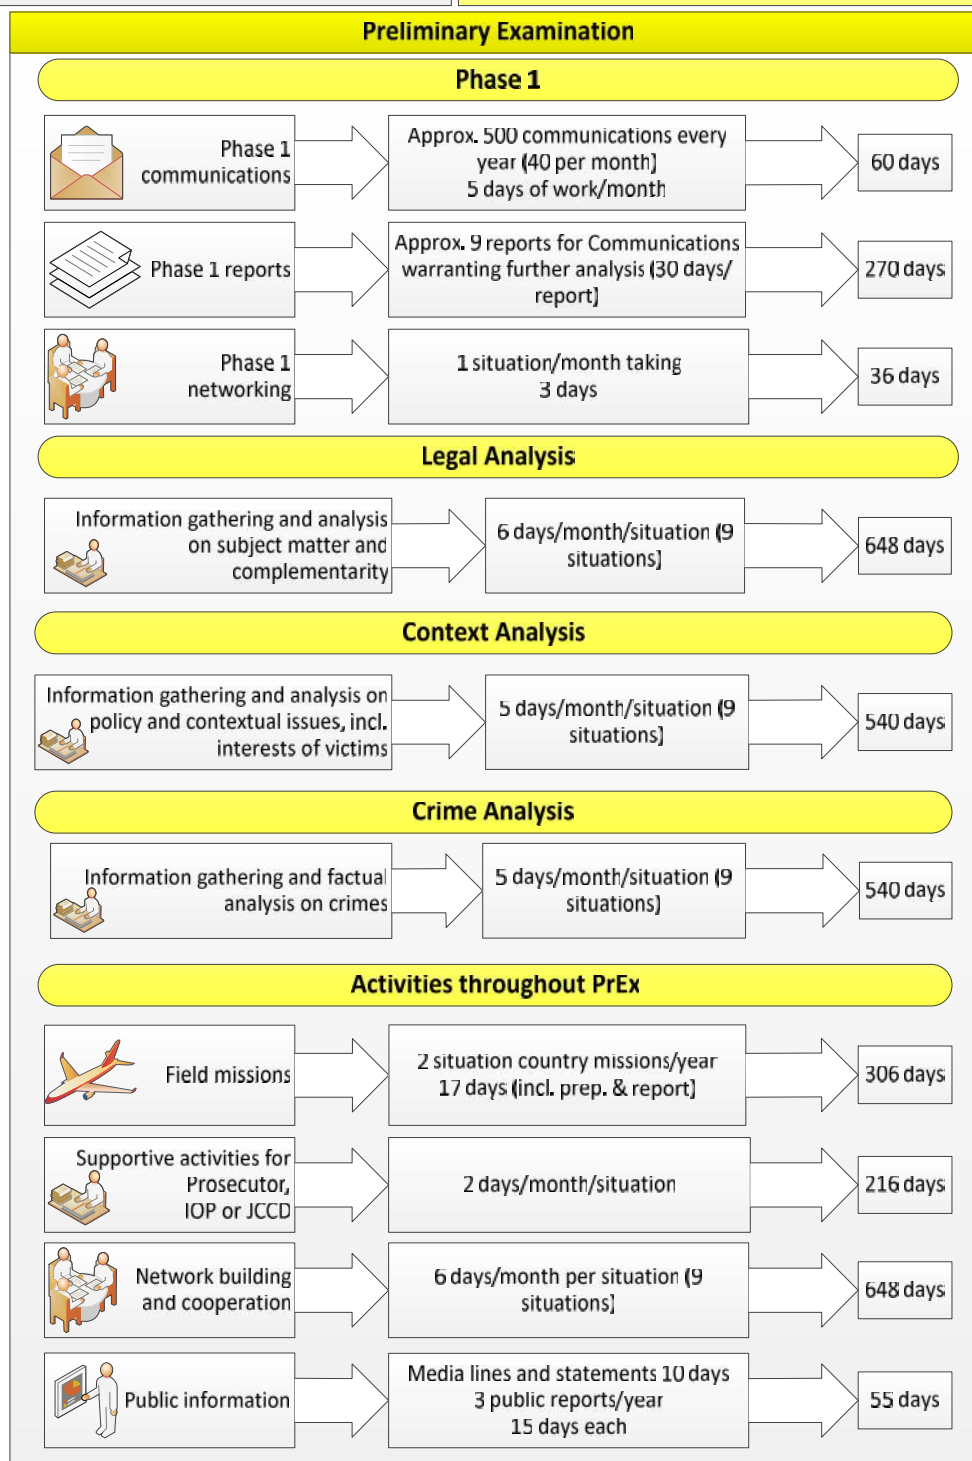 Preliminary Examination
Phase 1
Phase 1
communications
Approx. 500 communications every
year (40 per month)
5 days of work/month
60 days
Phase 1 reports
Approx. 9 reports for Communications
warranting further analysis (30 days/
report)
270 days
Phase 1
networking
1 situation/month taking
3 days
36 days
Legal Analysis
Information gathering and analysis
on subject matter and
complementarity
6 days/month/situation (9
situations)
648 days
Context Analysis
Information gathering and analysis on
policy and contextual issues, incl.
interests of victims
5 days/month/situation (9
situations)
540 days
Crime Analysis
Information gathering and factual
analysis on crimes
5 days/month/situation (9
situations)
540 days
Activities throughout PrEx
Field missions
2 situation country missions/year
17 days (incl. prep. & report)
306 days
Supportive activities for
Prosecutor,
IOP or JCCD
2 days/month/situation
216 days
Network building
and cooperation
6 days/month per situation (9
situations)
648 days
Public information
Media lines and statements 10 days
3 public reports/year
15 days each
55 days